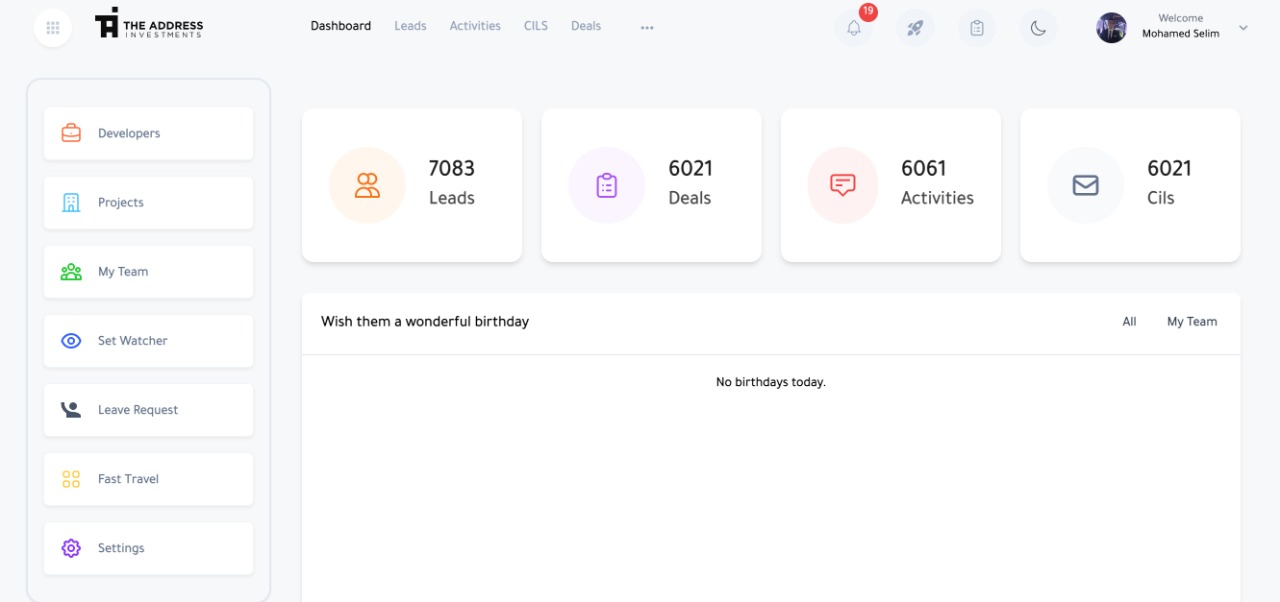 THE ADDRESS
INVESTMENTS
Dashboard
Leads
Activities
CILS
Deals
19
Welcome
Mohamed Selim
Developers
Projects
My Team
Set Watcher
Leave Request
Fast Travel
Settings
7083
Leads
6021
Deals
6061
Activities
6021
Cils
Wish them a wonderful birthday
All
My Team
No birthdays today.